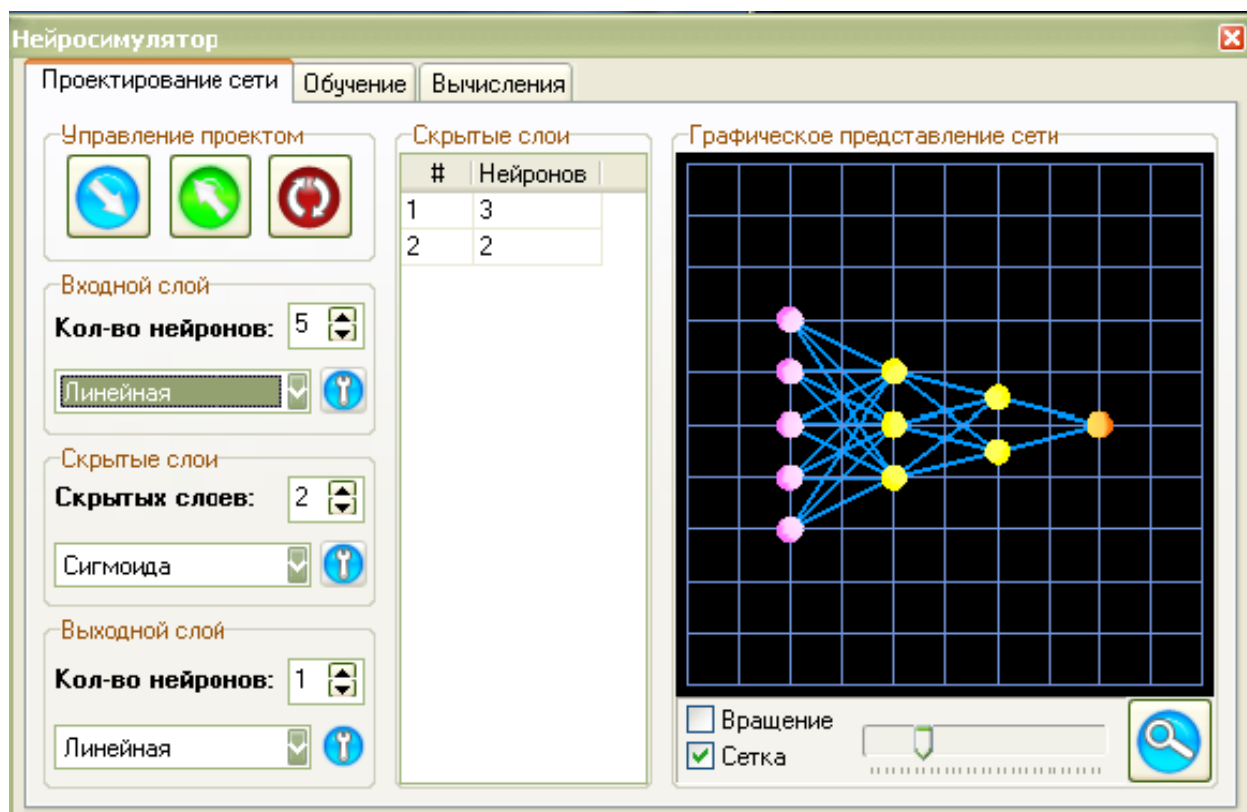 Нейросимулятор
Проектирование сети
Обучение
Вычисления
Управление проектом
Входной слой
Кол-во нейронов: 5
Линейная
Скрытые слои
Скрытых слоев: 2
Сигмоида
Выходной слой
Кол-во нейронов: 1
Линейная
Скрытые слои
# Нейронов
1 3
2 2
Графическое представление сети
Вращение
Сетка